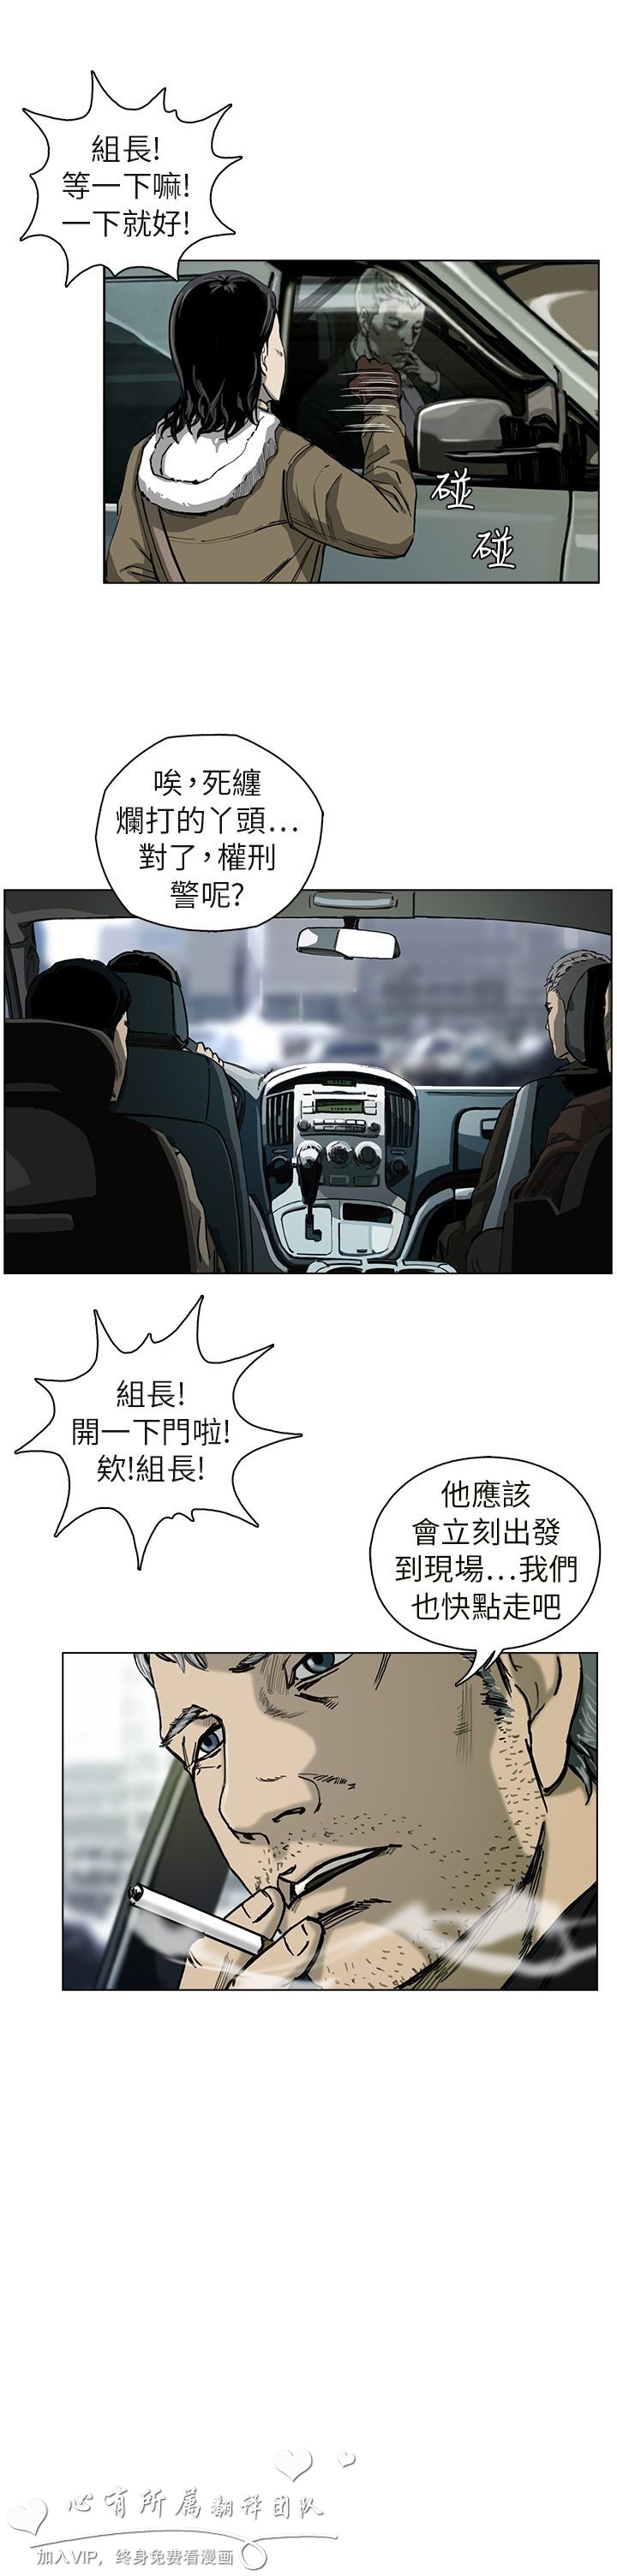 組長!
等一下嘛!
一下就好!
碰
碰
唉,死纏
爛打的丫頭...
對了,權刑
警呢?
組長!
開一下門啦!
欸!組長!
他應該
會立刻出發
到現場...我們
也快點走吧
心有所属翻译团队
加入VIP，终身免费看漫画